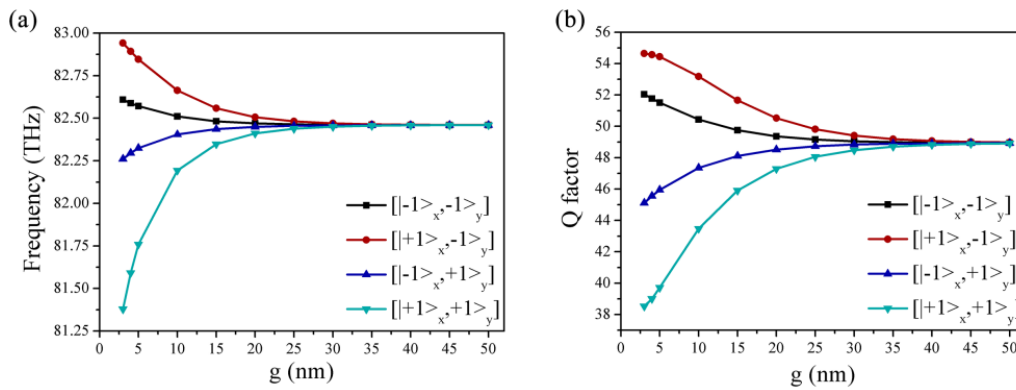 (a)
83.00
82.75
82.50
82.25
82.00
81.75
81.50
81.25
Frequency (THz)
[|-1>x,-1>y]
[|+1>x,-1>y]
[|-1>x,+1>y]
[|+1>x,+1>y]
0 5 10 15 20 25 30 35 40 45 50
g (nm)
(b)
56
54
52
50
48
46
44
42
40
38
Q factor
[|-1>x,-1>y]
[|+1>x,-1>y]
[|-1>x,+1>y]
[|+1>x,+1>y]
0 5 10 15 20 25 30 35 40 45 50
g (nm)